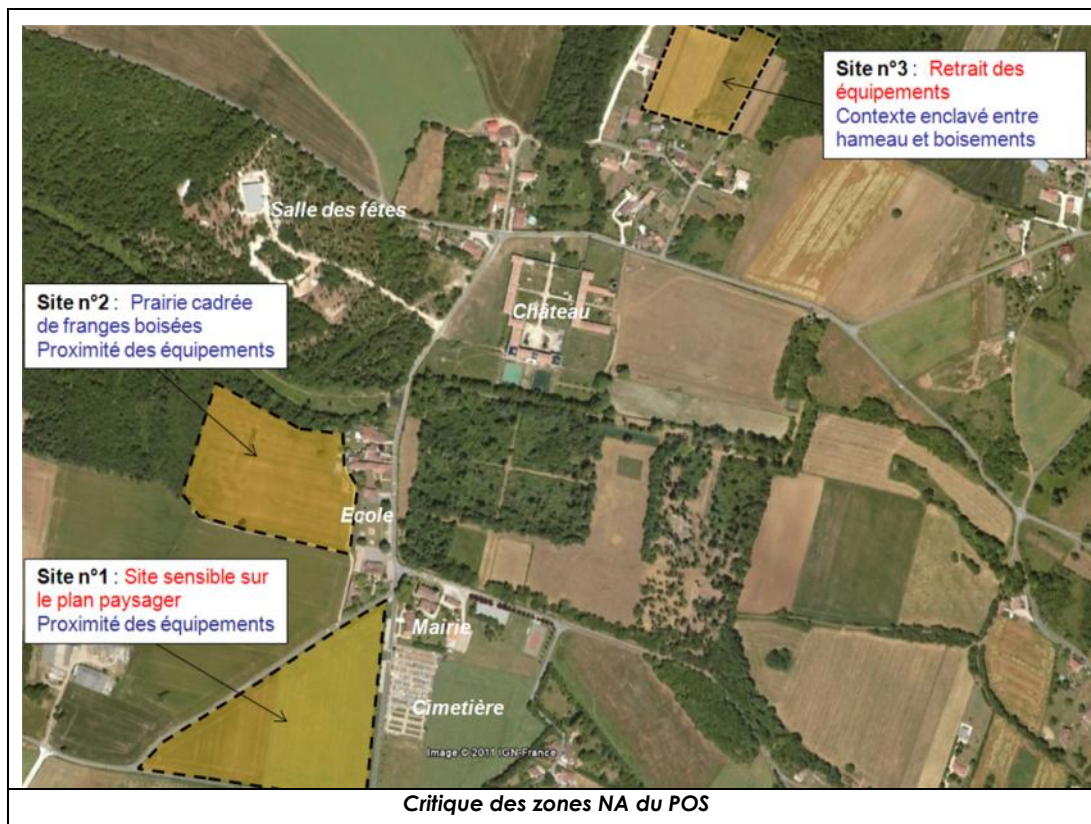 Site n°3 : Retrait des
équipements
Contexte enclavé entre
hameau et boisements
Salle des fêtes
Site n°2 : Prairie cadrée
de franges boisées
Proximité des équipements
Château
Ecole
Site n°1 : Site sensible sur
le plan paysager
Proximité des équipements
Mairie
Cimetière
Image © 2011 IGN-France
Critique des zones NA du POS